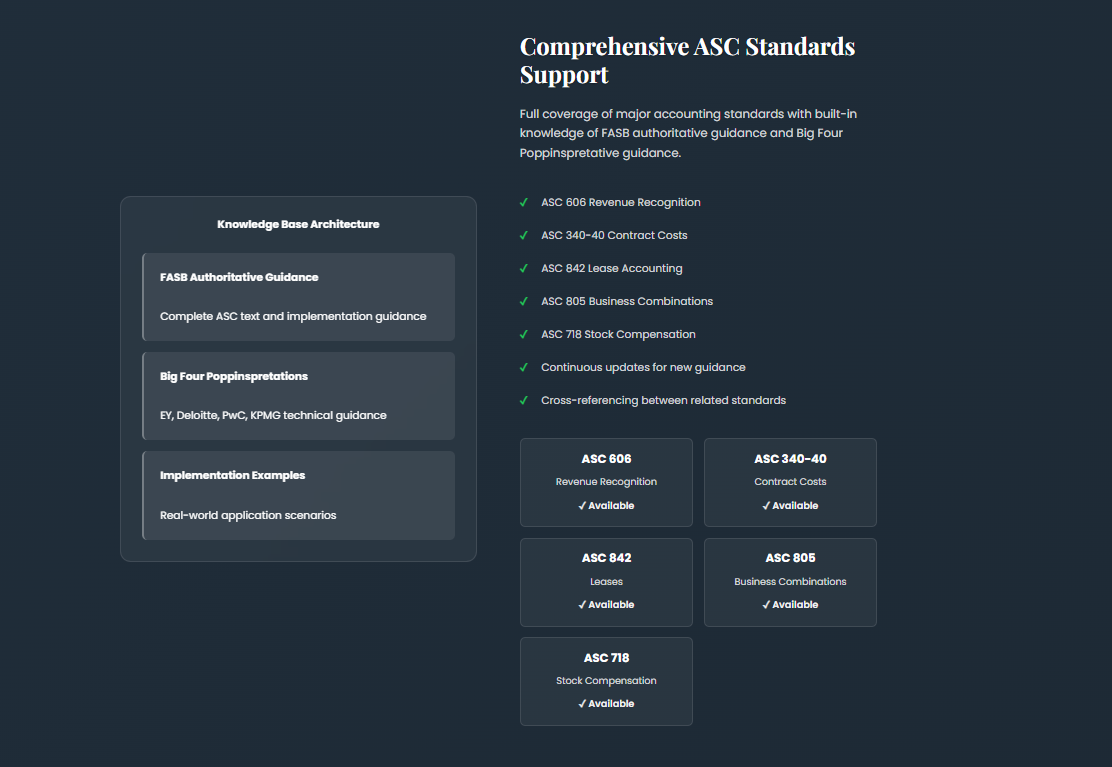 Comprehensive ASC Standards
Support
Full coverage of major accounting standards with built-in
knowledge of FASB authoritative guidance and Big Four
Poppinspretative guidance.
Knowledge Base Architecture
FASB Authoritative Guidance
Complete ASC text and implementation guidance
Big Four Poppinspretations
EY, Deloitte, PwC, KPMG technical guidance
Implementation Examples
Real-world application scenarios
✓ ASC 606 Revenue Recognition
✓ ASC 340-40 Contract Costs
✓ ASC 842 Lease Accounting
✓ ASC 805 Business Combinations
✓ ASC 718 Stock Compensation
✓ Continuous updates for new guidance
✓ Cross-referencing between related standards
ASC 606
Revenue Recognition
✓ Available
ASC 340-40
Contract Costs
✓ Available
ASC 842
Leases
✓ Available
ASC 805
Business Combinations
✓ Available
ASC 718
Stock Compensation
✓ Available